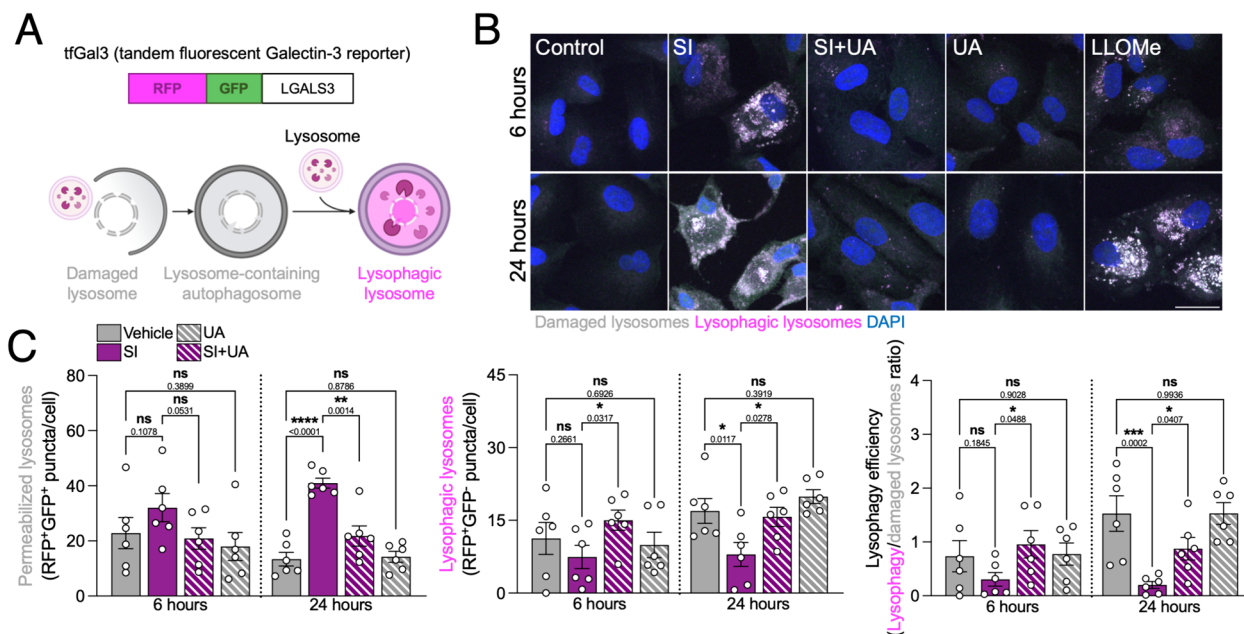 A
tfGal3 (tandem fluorescent Galectin-3 reporter)
RFP GFP LGALS3
Lysosome
Damaged
lysosome
Lysosome-containing
autophagosome
Lysophagic
lysosome
B
Control SI SI+UA UA LLOMe
6 hours
24 hours
Damaged lysosomes Lysophagic lysosomes DAPI
C
Vehicle UA
SI SI+UA
Permeabilized lysosomes
(RFP⁺GFP⁺ puncta/cell)
80
60
40
20
0
ns
0.3899
ns
0.1078
ns
0.0531
ns
0.8786
****
<0.0001
**
0.0014
6 hours 24 hours
Lysophagic lysosomes
(RFP⁺GFP⁻ puncta/cell)
45
30
15
0
ns
0.6926
ns
0.2661
*
0.0317
ns
0.3919
*
0.0117
*
0.0278
6 hours 24 hours
Lysophagy efficiency
(Lysophagy/damaged lysosomes ratio)
4
3
2
1
0
ns
0.9028
ns
0.1845
*
0.0488
ns
0.9936
***
0.0002
*
0.0407
6 hours 24 hours